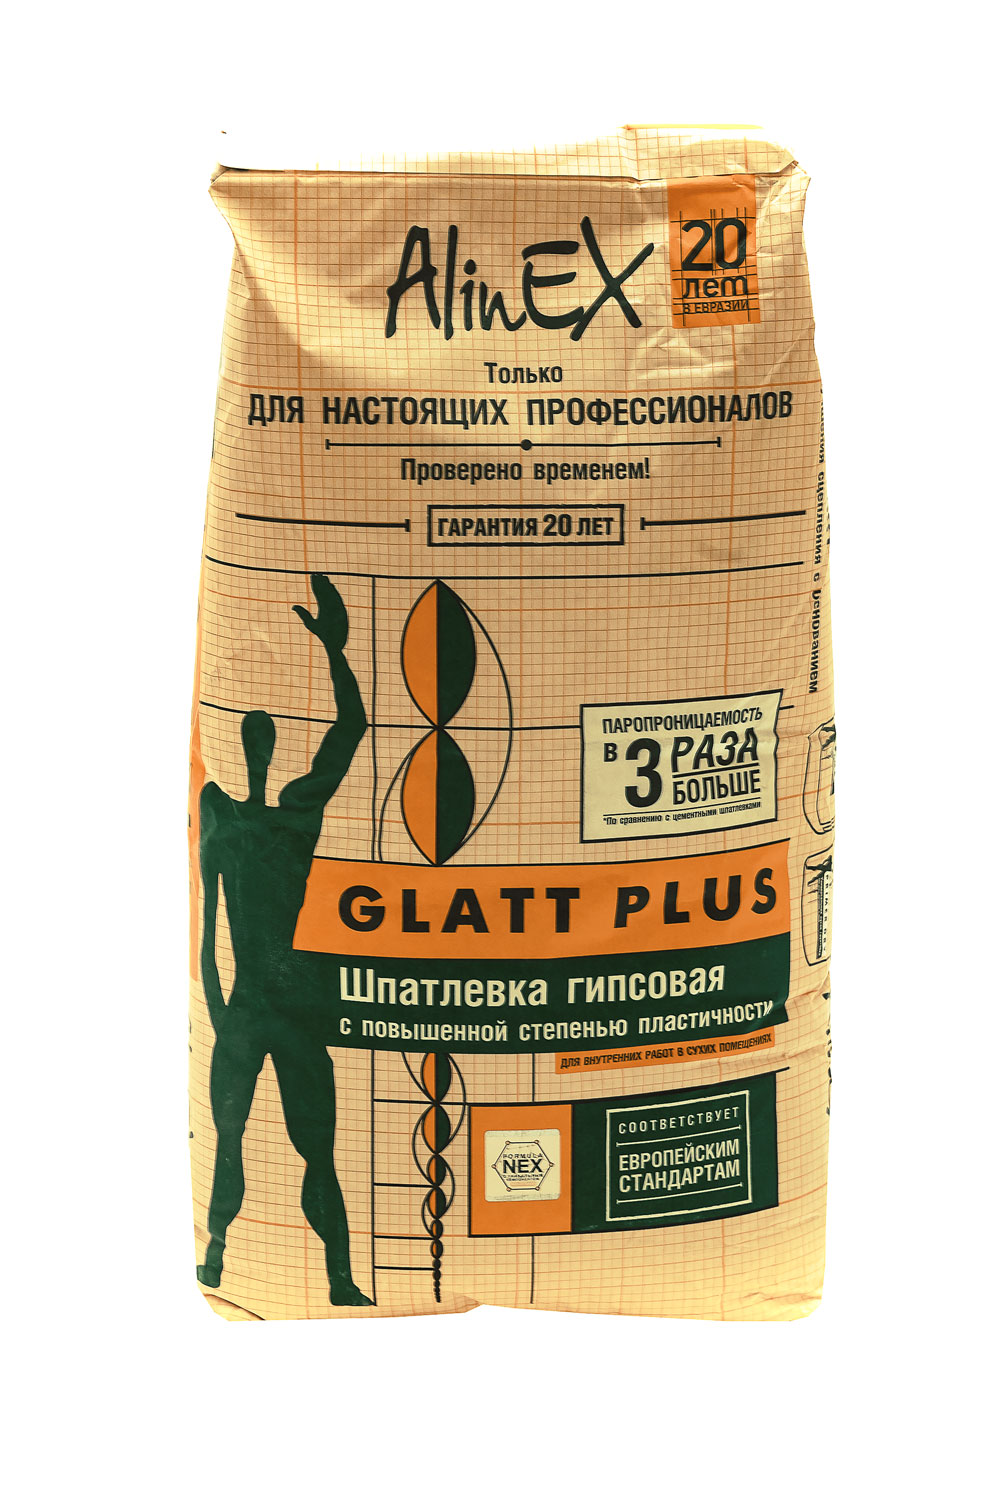 AlinEX
20
лет
В ЕВРАЗИИ
Только
ДЛЯ НАСТОЯЩИХ ПРОФЕССИОНАЛОВ
Проверено временем!
ГАРАНТИЯ 20 ЛЕТ
ПАРОПРОНИЦАЕМОСТЬ
В 3 РАЗА
БОЛЬШЕ
*По сравнению с цементными шпатлевками
GLATT PLUS
Шпатлевка гипсовая
с повышенной степенью пластичности
ДЛЯ ВНУТРЕННИХ РАБОТ В СУХИХ ПОМЕЩЕНИЯХ
FORMULA
NEX
СООТВЕТСТВУЕТ
ЕВРОПЕЙСКИМ
СТАНДАРТАМ
сцепления с основанием